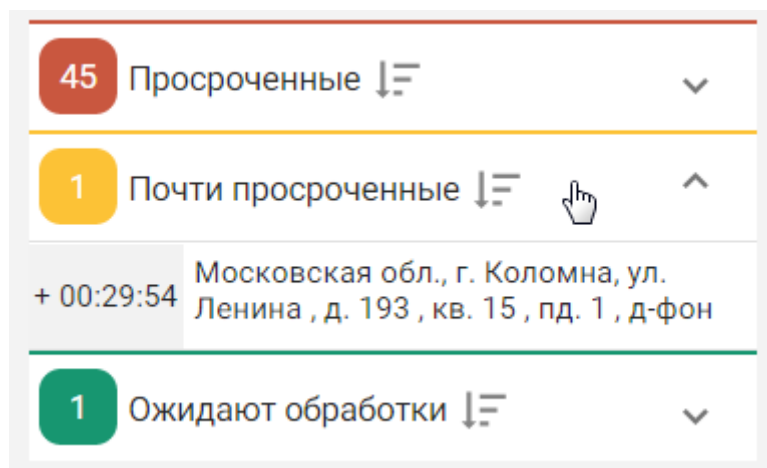 45 Просроченные
1 Почти просроченные
+ 00:29:54 Московская обл., г. Коломна, ул.
Ленина , д. 193 , кв. 15 , пд. 1 , д-фон
1 Ожидают обработки